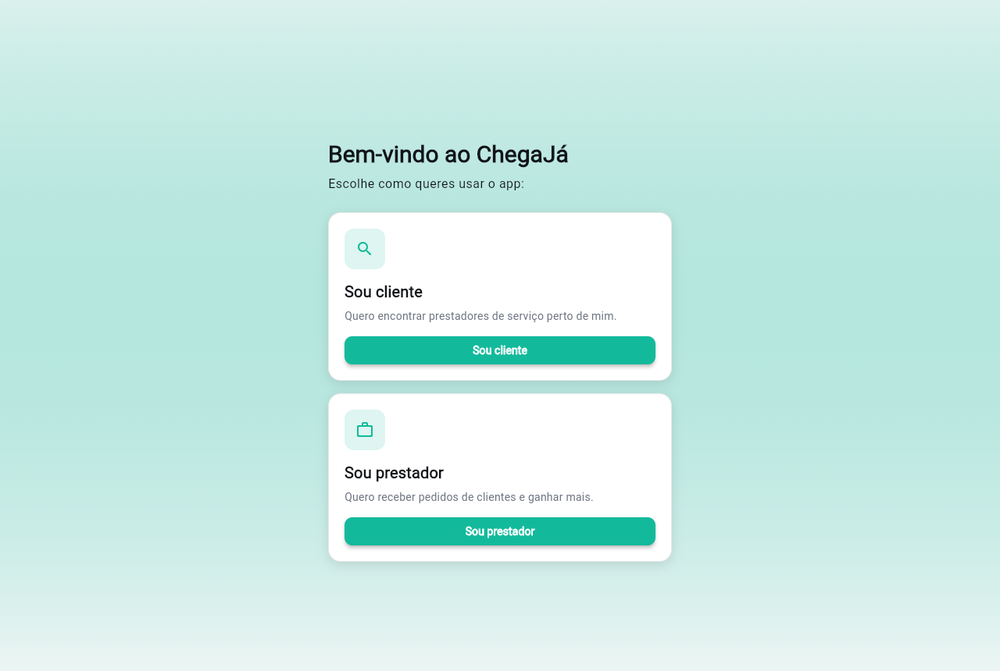 Bem-vindo ao ChegaJá
Escolhe como queres usar o app:
Sou cliente
Quero encontrar prestadores de serviço perto de mim.
Sou cliente
Sou prestador
Quero receber pedidos de clientes e ganhar mais.
Sou prestador